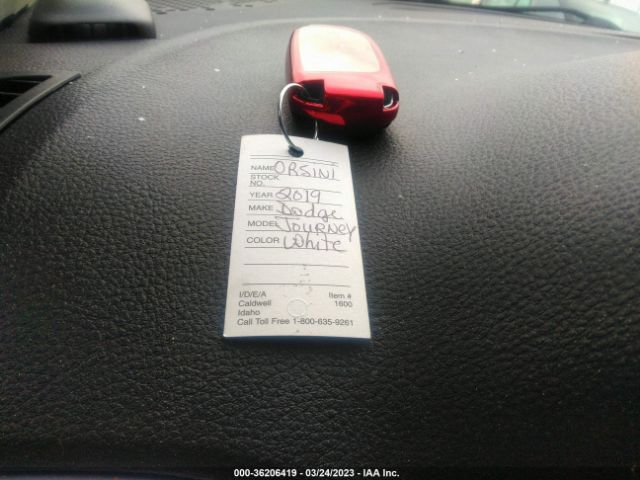 NAME ORSINI
STOCK
NO.
YEAR 2019
MAKE Dodge
MODEL JOURNEY
COLOR White
I/D/E/A Item #
Caldwell 1600
Idaho
Call Toll Free 1-800-635-9261
000-36206419 - 03/24/2023 - IAA Inc.